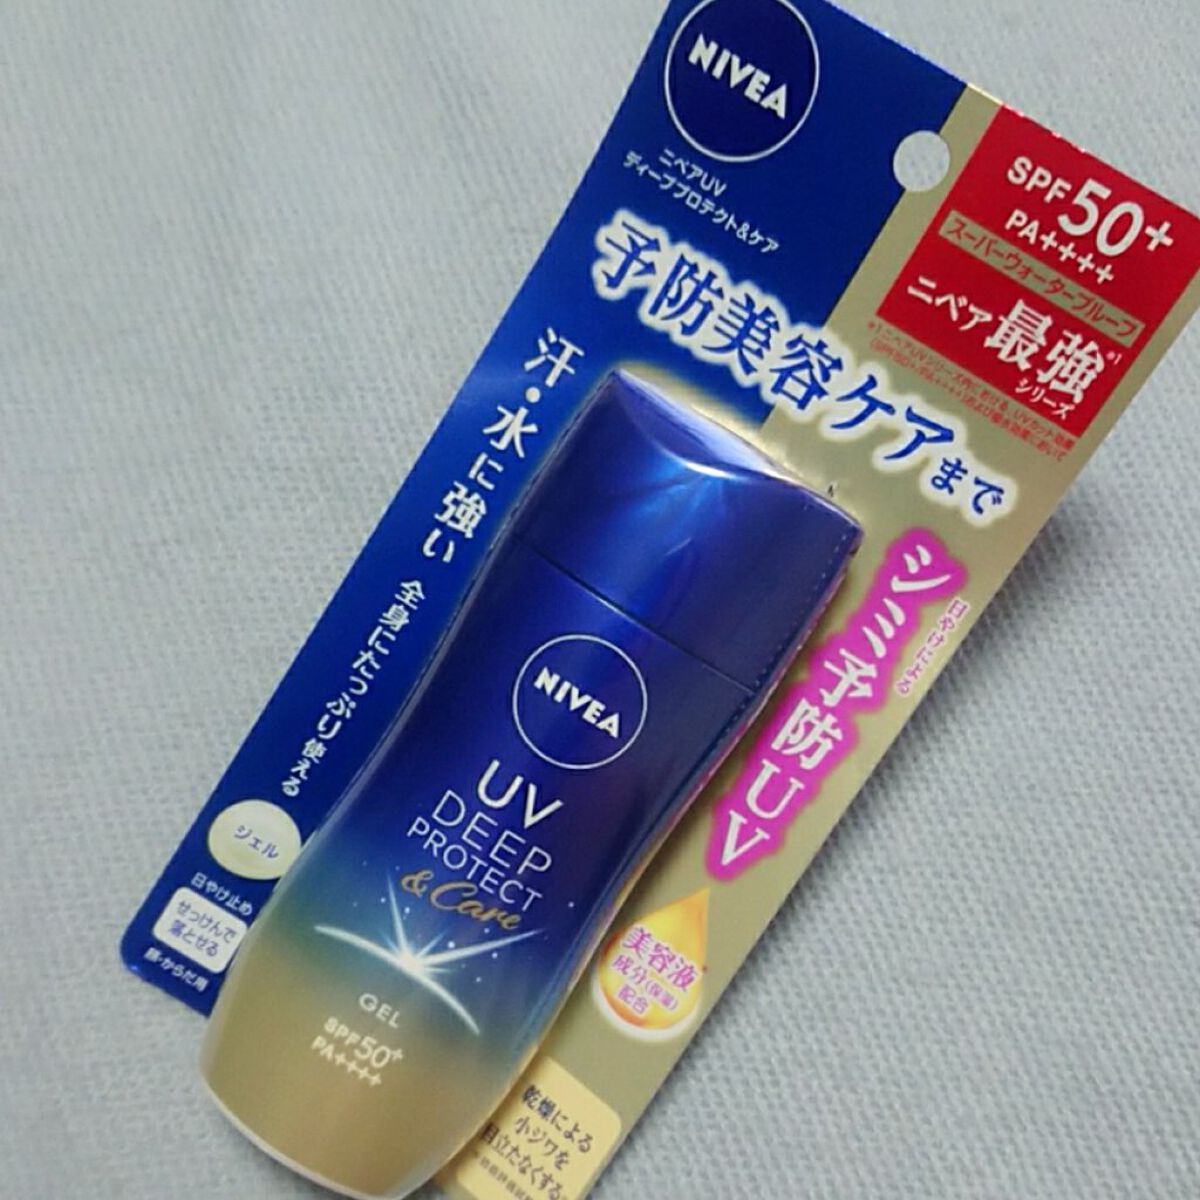 NIVEA
ニベアUV
ディーププロテクト&ケア
SPF50+
PA++++
スーパーウォータープルーフ
ニベア最強*1
シリーズ
予防美容ケアまで
汗・水に強い
全身にたっぷり使える
日やけによる
シミ予防UV
ジェル
日やけ止め
せっけんで
落とせる
顔・からだ用
美容液*
成分(保湿)
配合
乾燥による
小ジワを
目立たなくする*
NIVEA
UV
DEEP
PROTECT
& Care
GEL
SPF50+
PA++++